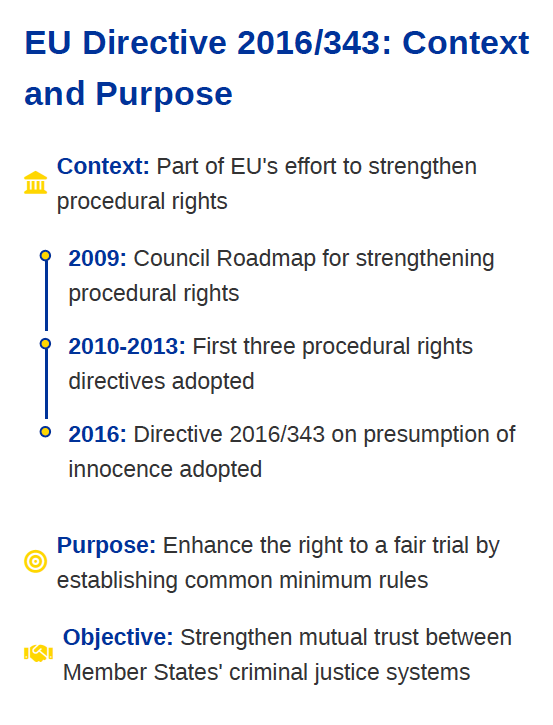 EU Directive 2016/343: Context
and Purpose
Context: Part of EU's effort to strengthen
procedural rights
2009: Council Roadmap for strengthening
procedural rights
2010-2013: First three procedural rights
directives adopted
2016: Directive 2016/343 on presumption of
innocence adopted
Purpose: Enhance the right to a fair trial by
establishing common minimum rules
Objective: Strengthen mutual trust between
Member States' criminal justice systems